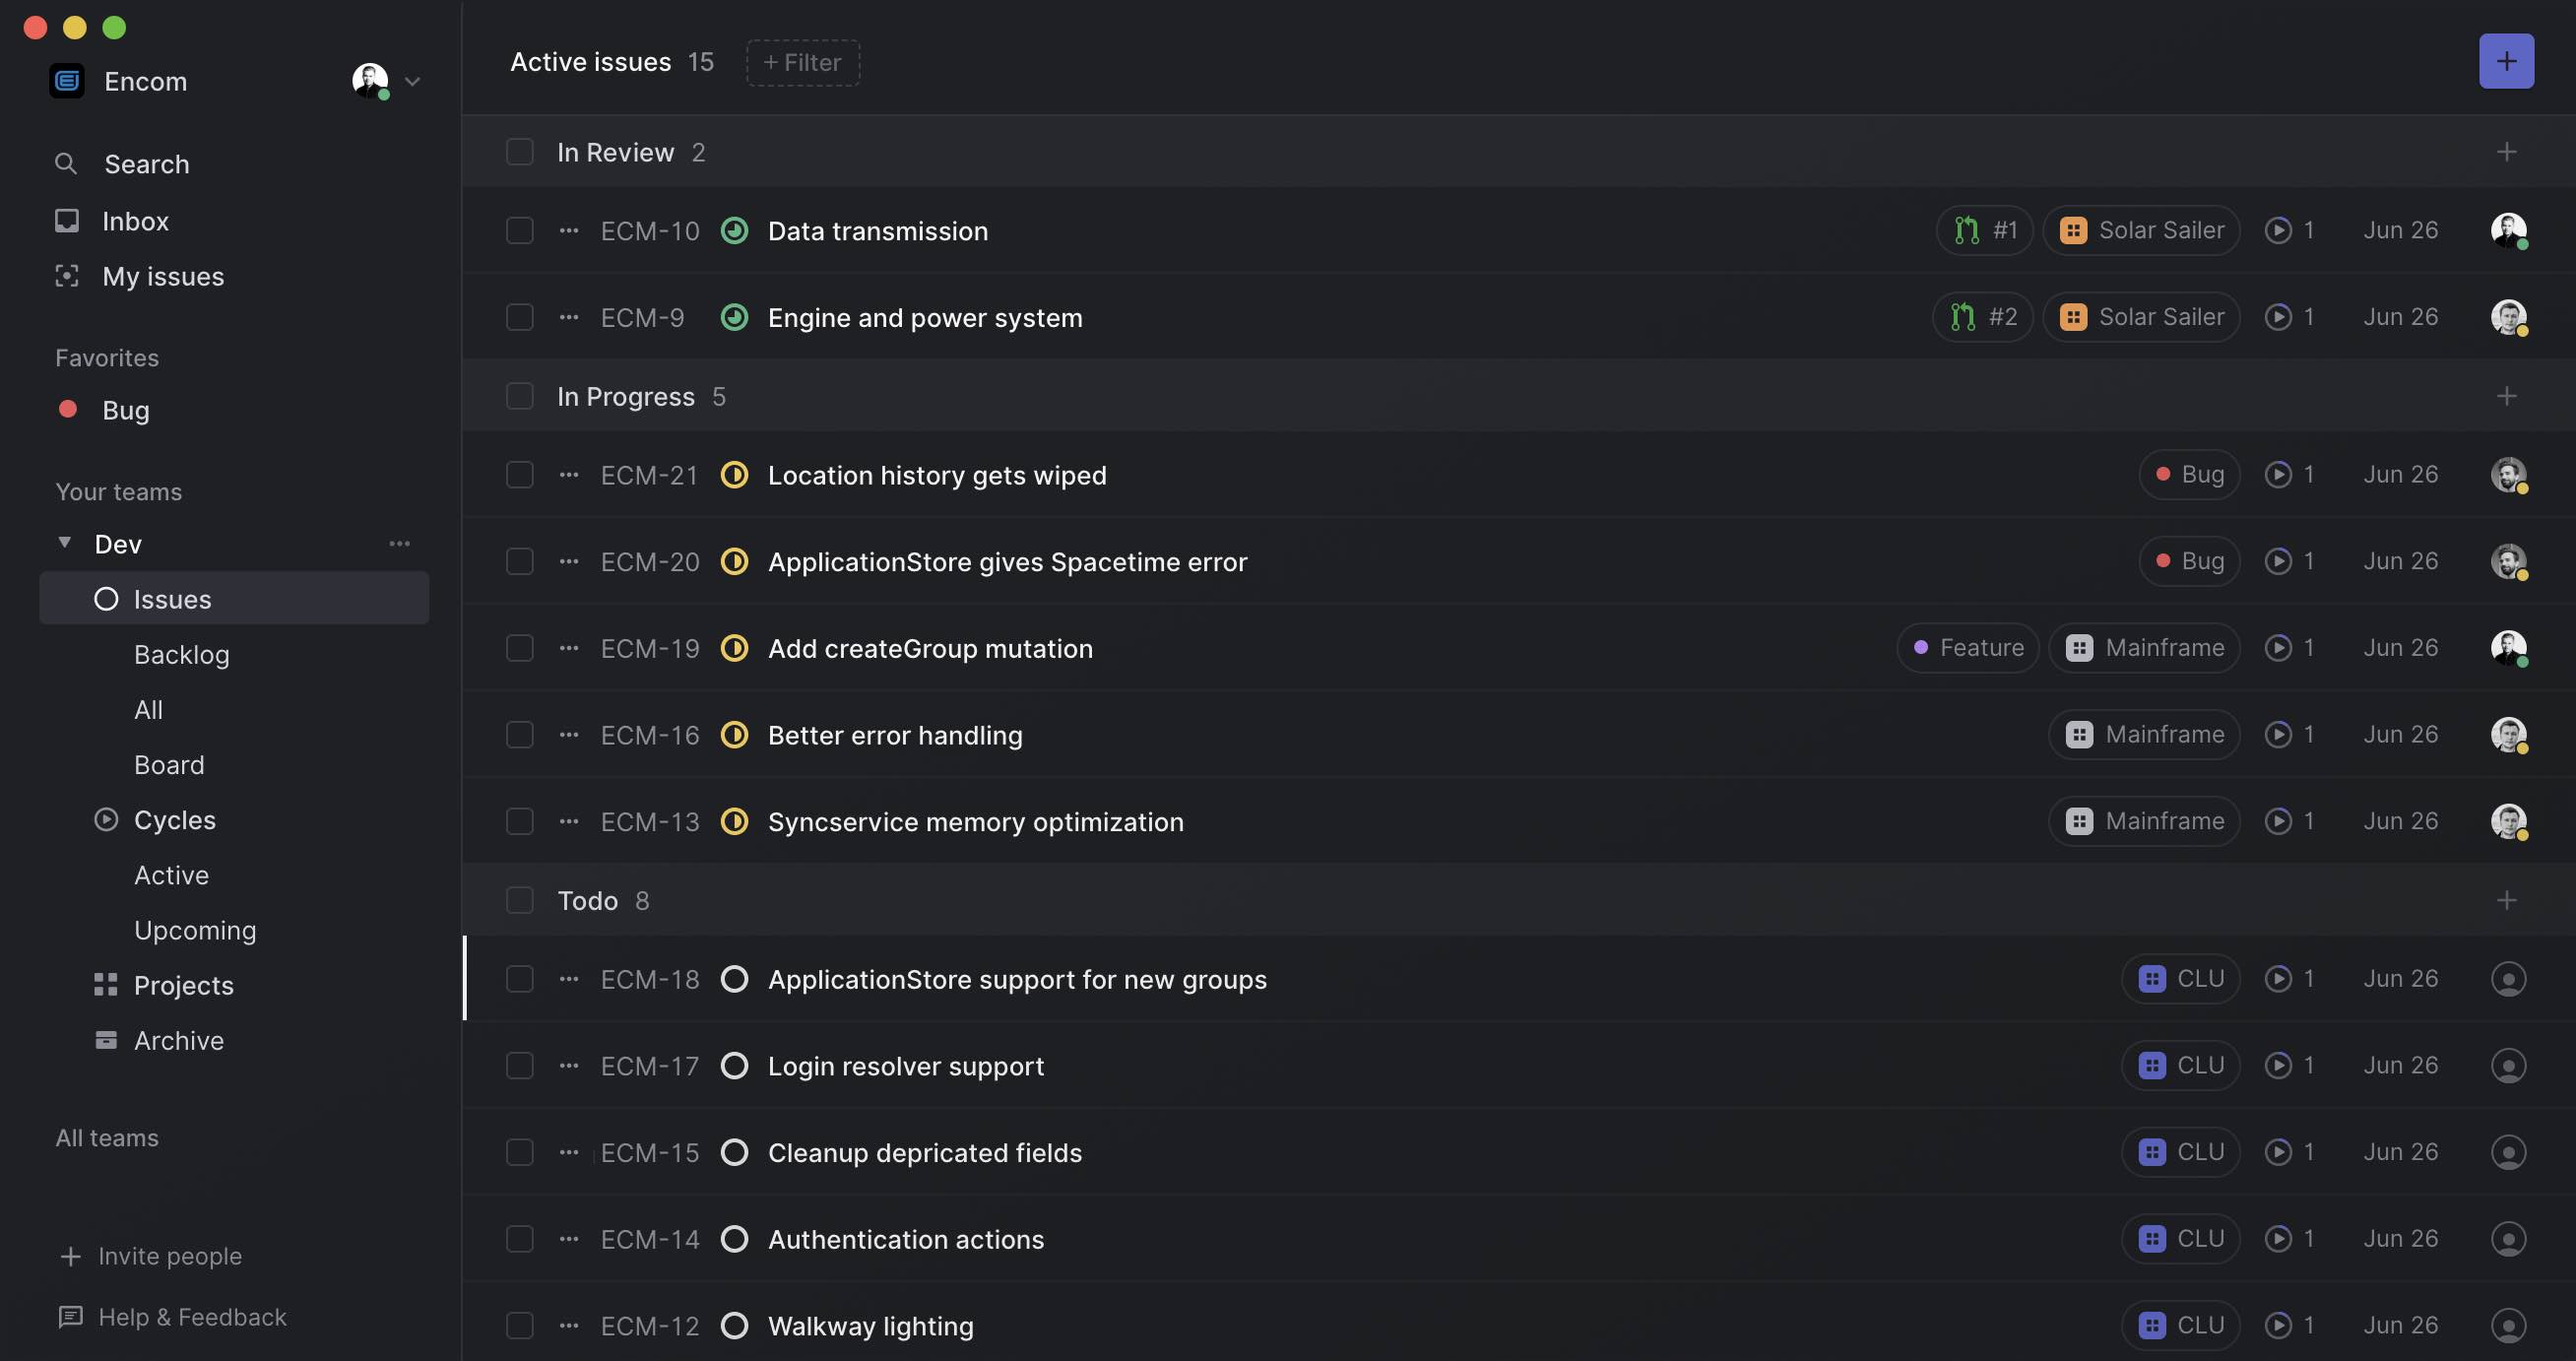 Encom
Search
Inbox
My issues
Favorites
Bug
Your teams
Dev
Issues
Backlog
All
Board
Cycles
Active
Upcoming
Projects
Archive
All teams
Invite people
Help & Feedback
Active issues 15 + Filter
In Review 2
ECM-10 Data transmission #1 Solar Sailer 1 Jun 26
ECM-9 Engine and power system #2 Solar Sailer 1 Jun 26
In Progress 5
ECM-21 Location history gets wiped Bug 1 Jun 26
ECM-20 ApplicationStore gives Spacetime error Bug 1 Jun 26
ECM-19 Add createGroup mutation Feature Mainframe 1 Jun 26
ECM-16 Better error handling Mainframe 1 Jun 26
ECM-13 Syncservice memory optimization Mainframe 1 Jun 26
Todo 8
ECM-18 ApplicationStore support for new groups CLU 1 Jun 26
ECM-17 Login resolver support CLU 1 Jun 26
ECM-15 Cleanup depricated fields CLU 1 Jun 26
ECM-14 Authentication actions CLU 1 Jun 26
ECM-12 Walkway lighting CLU 1 Jun 26